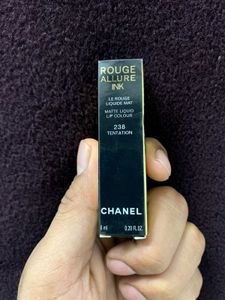 ROUGE
ALLURE
INK
LE ROUGE
LIQUIDE MAT
MATTE LIQUID
LIP COLOUR
238
TENTATION
CHANEL
6 ml 0.20 FL. OZ.